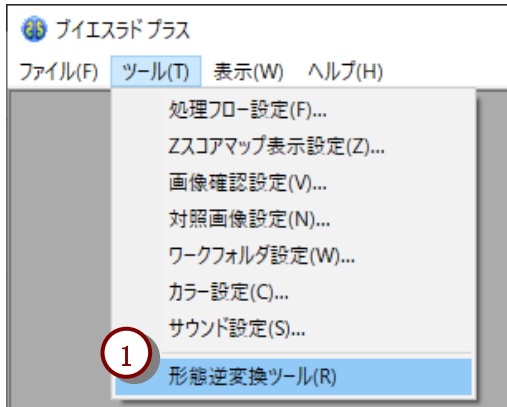 ブイエスラド プラス
ファイル(F) ツール(T) 表示(W) ヘルプ(H)
処理フロー設定(F)...
Zスコアマップ表示設定(Z)...
画像確認設定(V)...
対照画像設定(N)...
ワークフォルダ設定(W)...
カラー設定(C)...
サウンド設定(S)...
1 形態逆変換ツール(R)